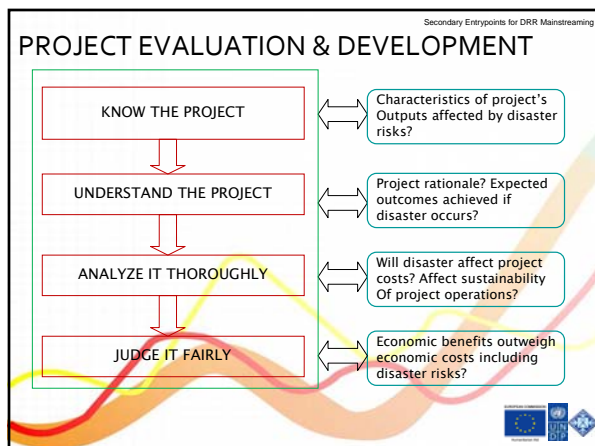 Secondary Entrypoints for DRR Mainstreaming
PROJECT EVALUATION & DEVELOPMENT
KNOW THE PROJECT
Characteristics of project's
Outputs affected by disaster
risks?
UNDERSTAND THE PROJECT
Project rationale? Expected
outcomes achieved if
disaster occurs?
ANALYZE IT THOROUGHLY
Will disaster affect project
costs? Affect sustainability
Of project operations?
JUDGE IT FAIRLY
Economic benefits outweigh
economic costs including
disaster risks?
EUROPEAN COMMISSION
U N
D P